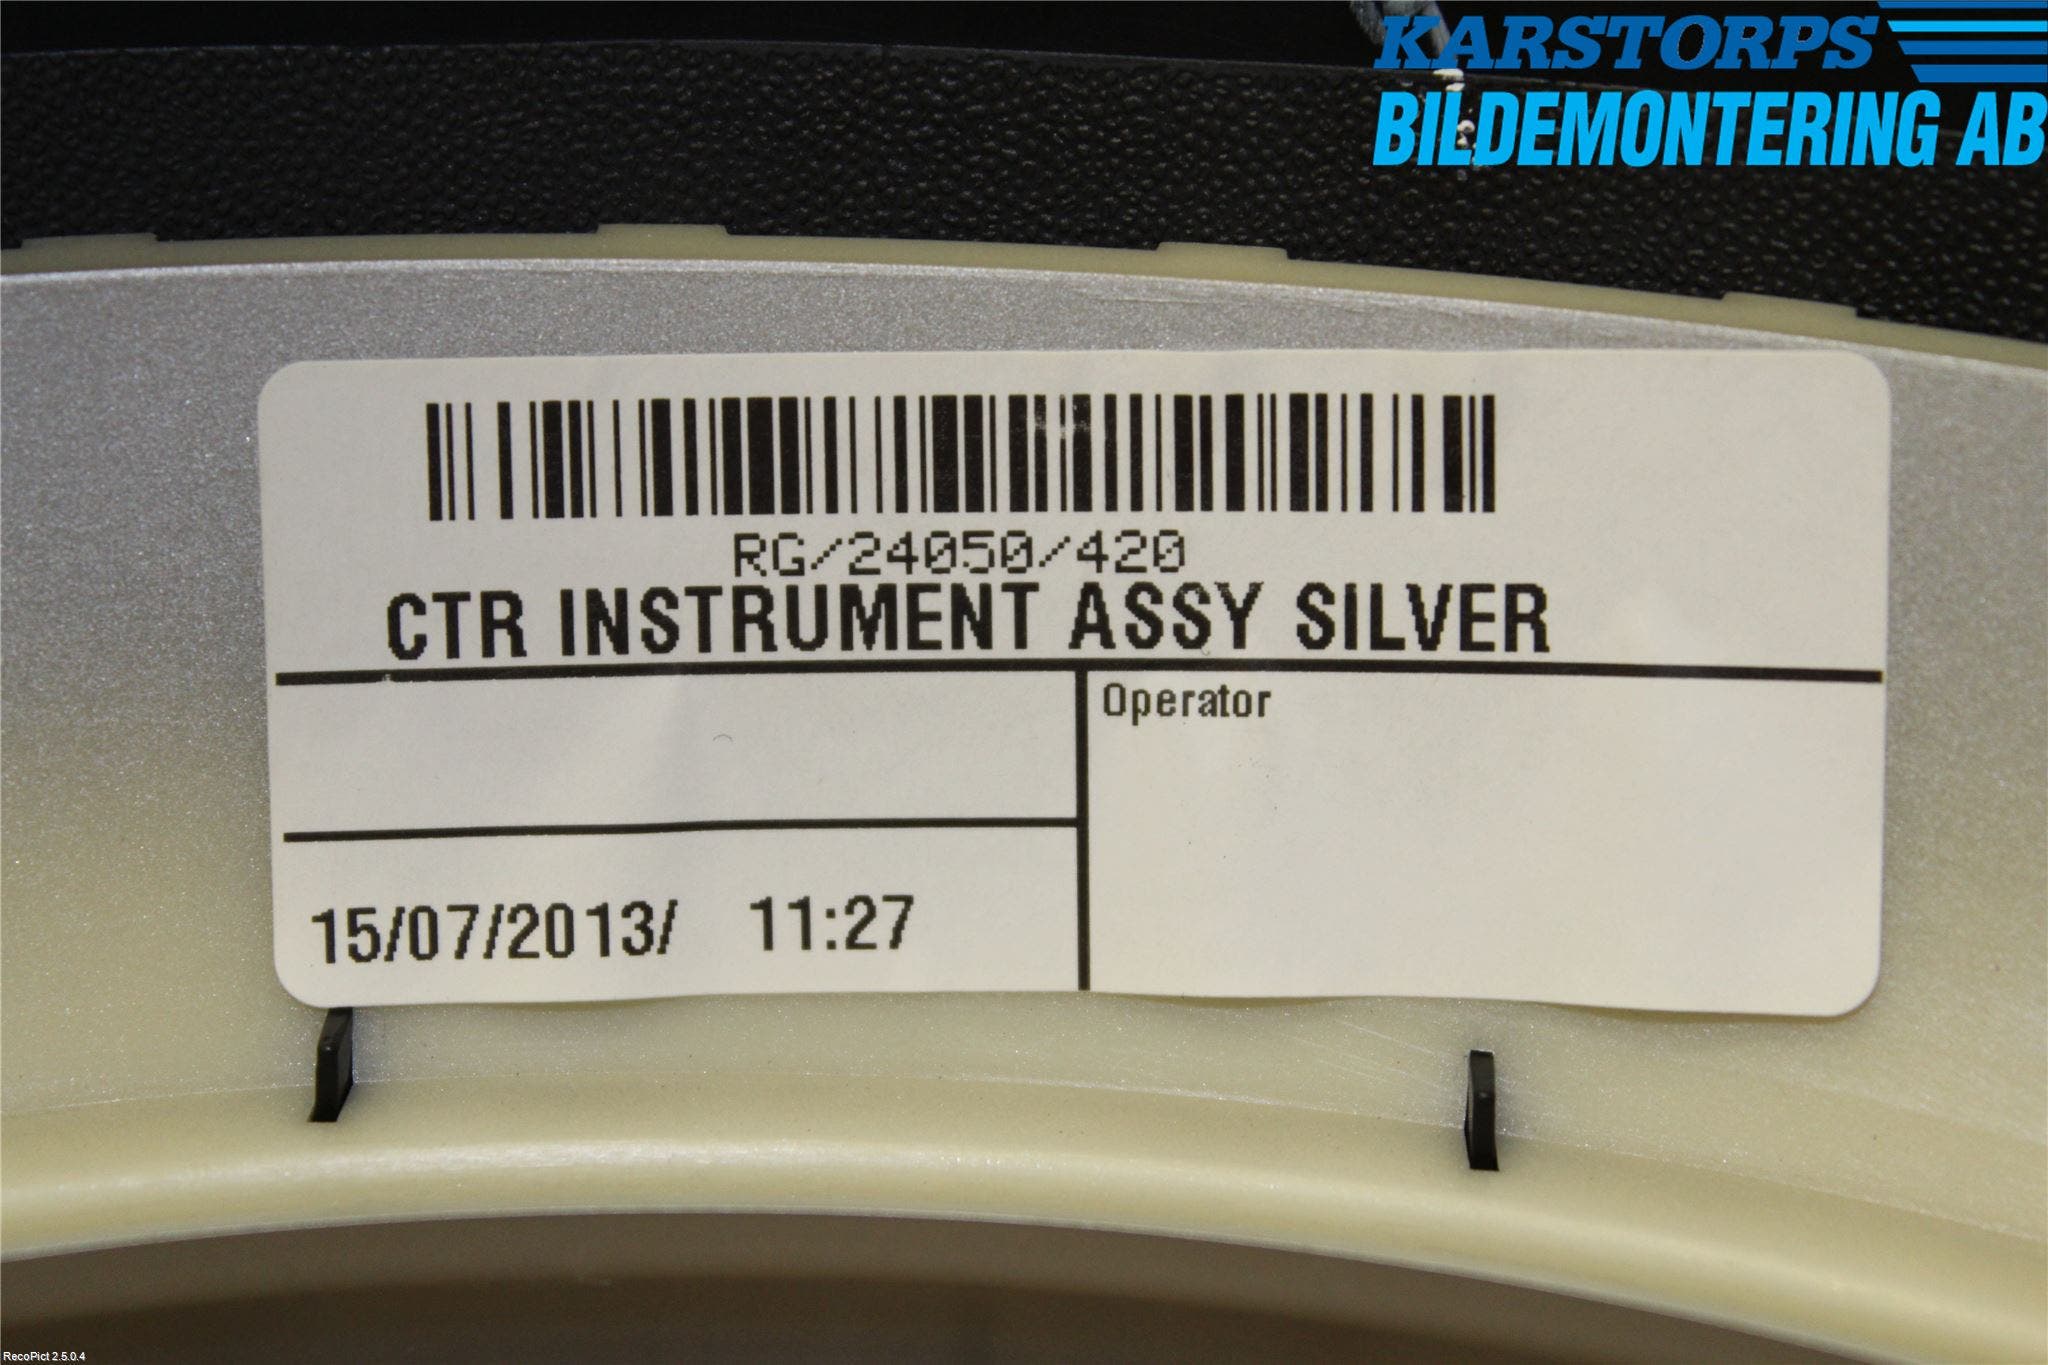 KARSTORPS
BILDEMONTERING AB
RG/24050/420
CTR INSTRUMENT ASSY SILVER
Operator
15/07/2013/ 11:27
RecoPict 2.5.0.4